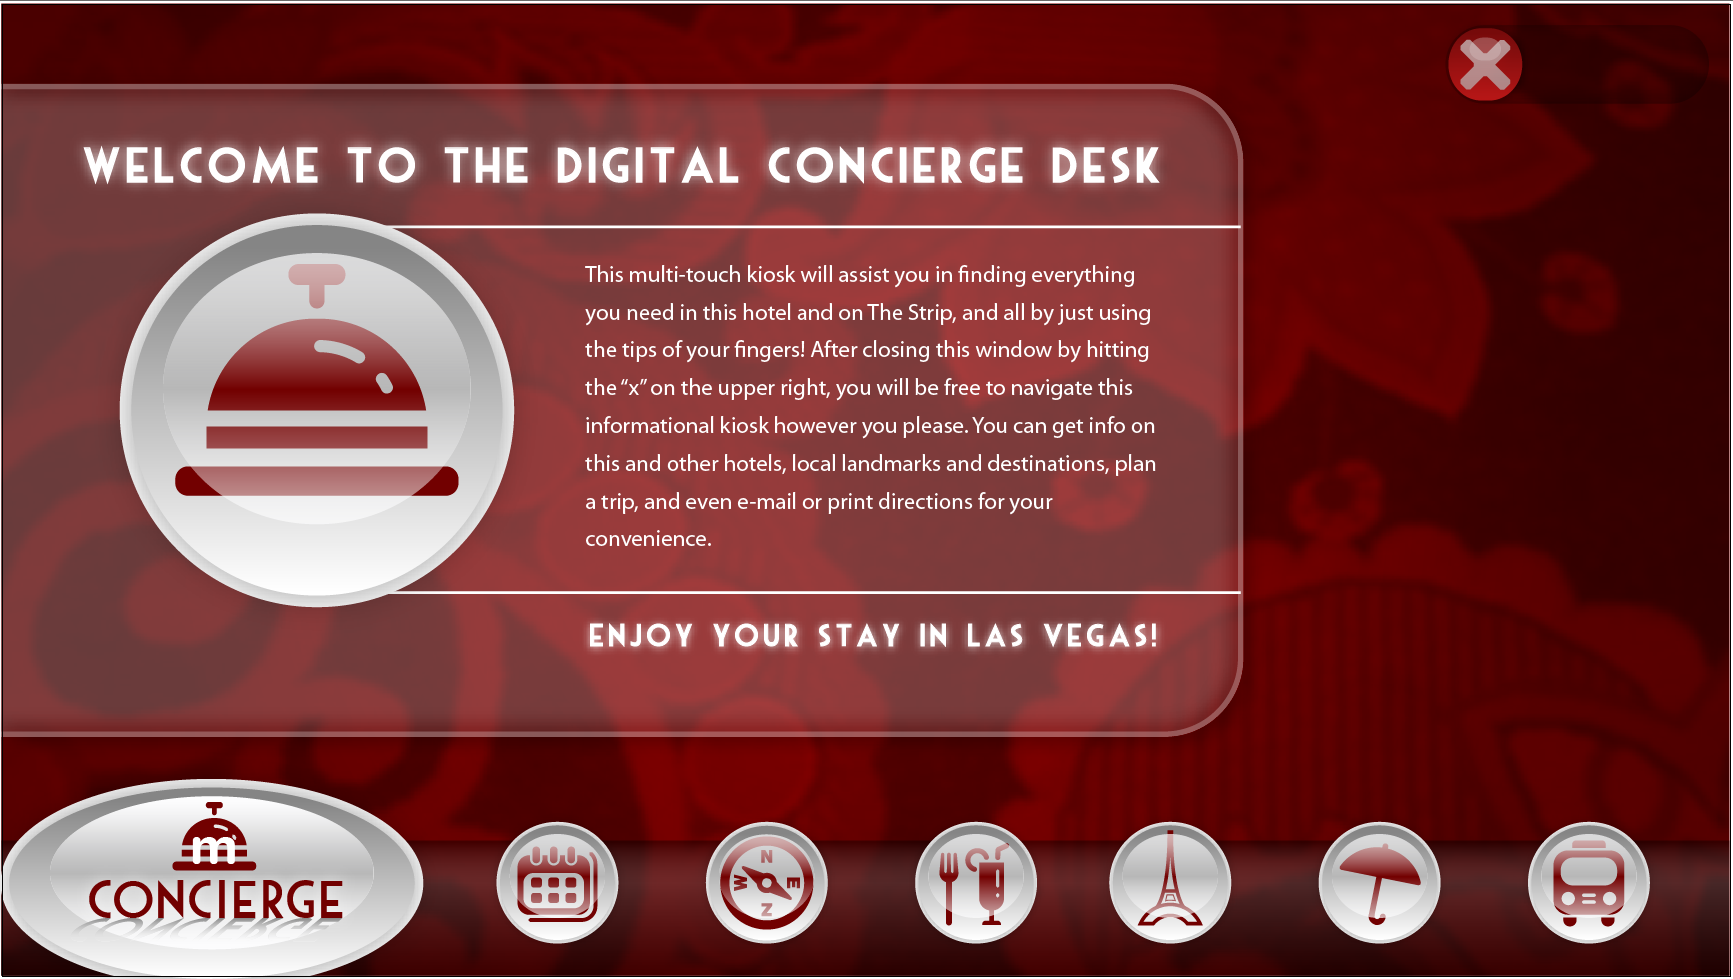 WELCOME TO THE DIGITAL CONCIERGE DESK
This multi-touch kiosk will assist you in finding everything
you need in this hotel and on The Strip, and all by just using
the tips of your fingers! After closing this window by hitting
the “x” on the upper right, you will be free to navigate this
informational kiosk however you please. You can get info on
this and other hotels, local landmarks and destinations, plan
a trip, and even e-mail or print directions for your
convenience.
ENJOY YOUR STAY IN LAS VEGAS!
m
CONCIERGE
N
W E
Z